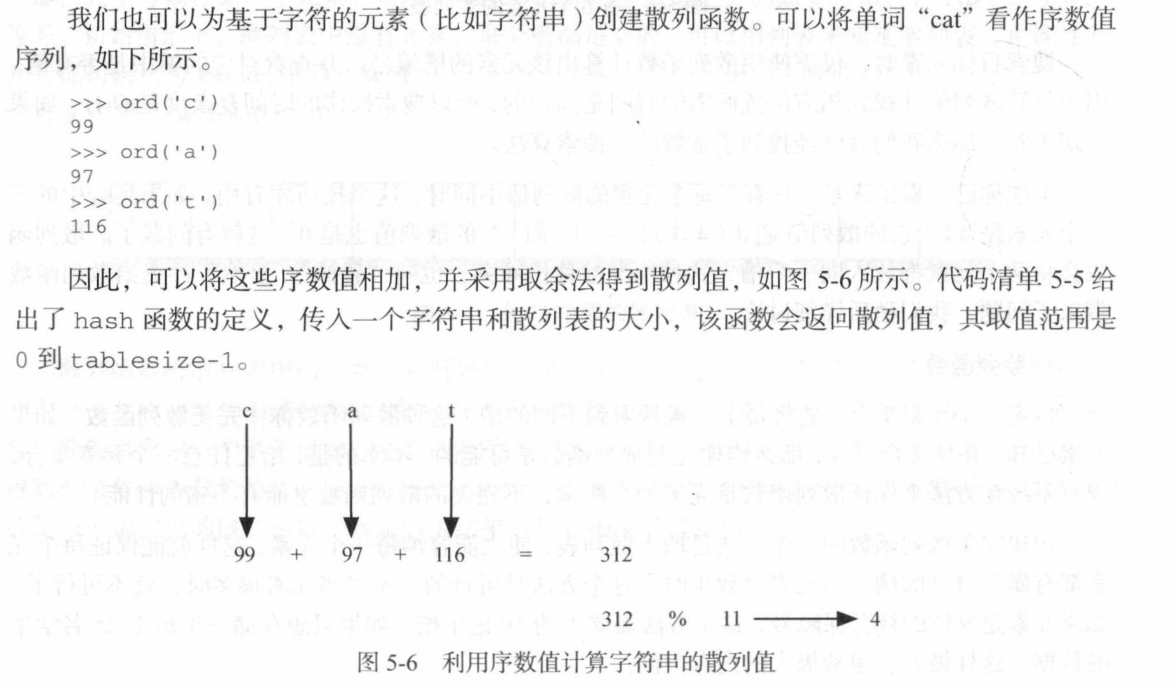 我们也可以为基于字符的元素（比如字符串）创建散列函数。可以将单词“cat”看作序数值
序列，如下所示。
>>> ord('c')
99
>>> ord('a')
97
>>> ord('t')
116
因此，可以将这些序数值相加，并采用取余法得到散列值，如图 5-6 所示。代码清单 5-5 给
出了 hash 函数的定义，传入一个字符串和散列表的大小，该函数会返回散列值，其取值范围是
0 到 tablesize-1。
c a t
99 + 97 + 116 = 312
312 % 11 4
图 5-6 利用序数值计算字符串的散列值